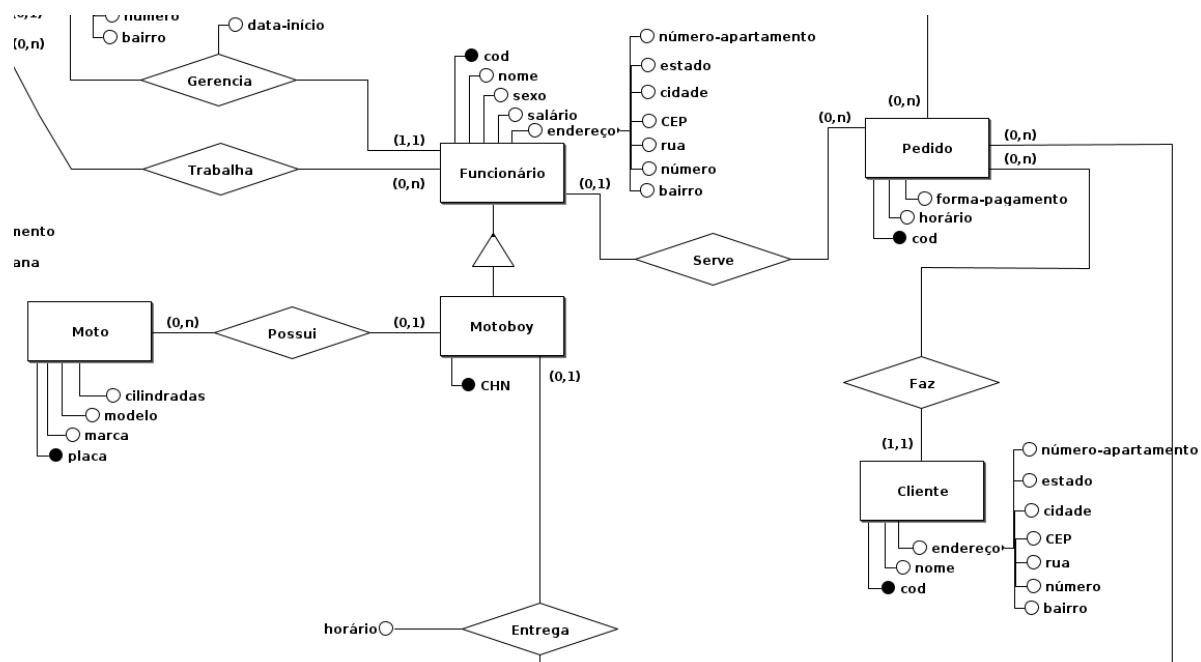 (0,1)
número
(0,n)
bairro
data-início
Gerencia
cod
nome
sexo
salário
endereço
número-apartamento
estado
cidade
CEP
rua
número
bairro
(1,1)
Trabalha
(0,n)
Funcionário
(0,1)
(0,n)
(0,n)
Pedido
(0,n)
(0,n)
forma-pagamento
horário
cod
mento
ana
Serve
Moto
(0,n)
Possui
(0,1)
Motoboy
(0,1)
CHN
cilindradas
modelo
marca
placa
Faz
(1,1)
Cliente
endereço
nome
cod
número-apartamento
estado
cidade
CEP
rua
número
bairro
horário
Entrega